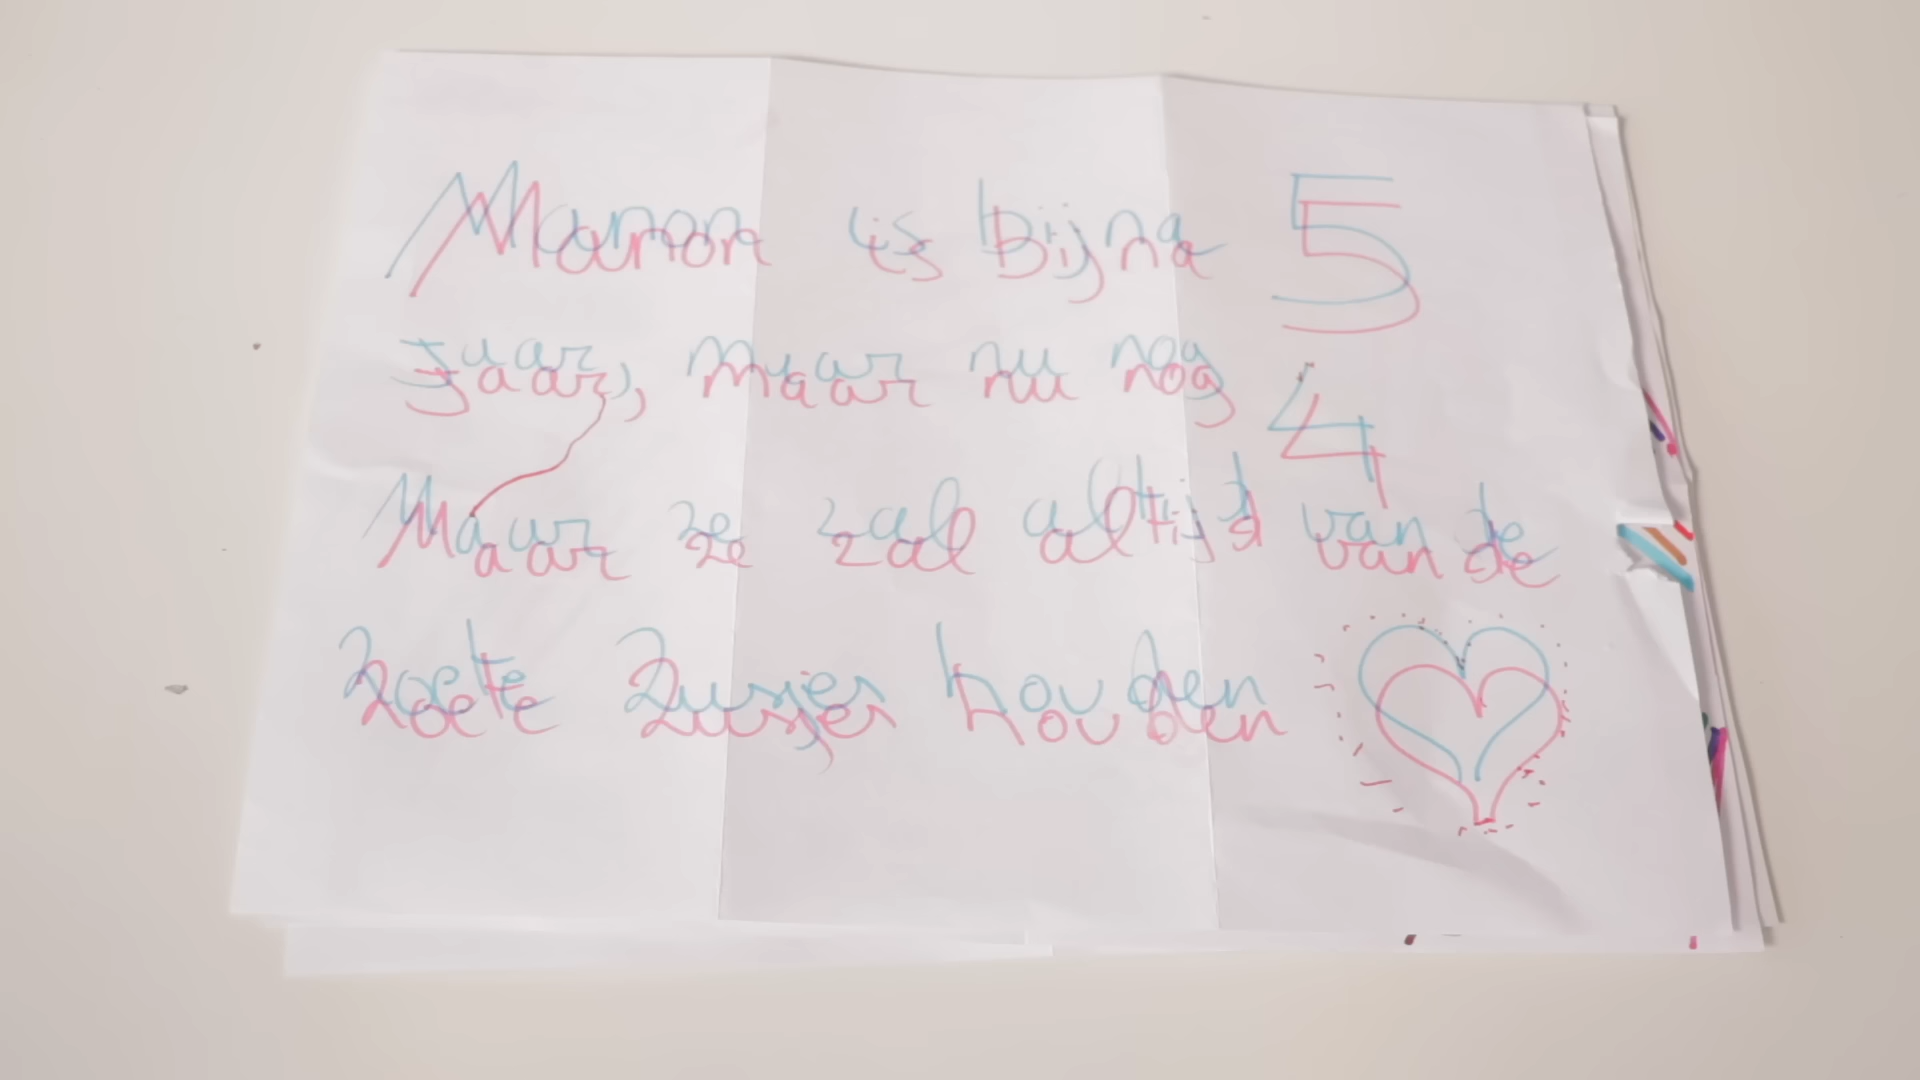 Manon is bijna 5
jaar, maar nu nog 4
Maar ze zal altijd van de
zoete zusjes houden